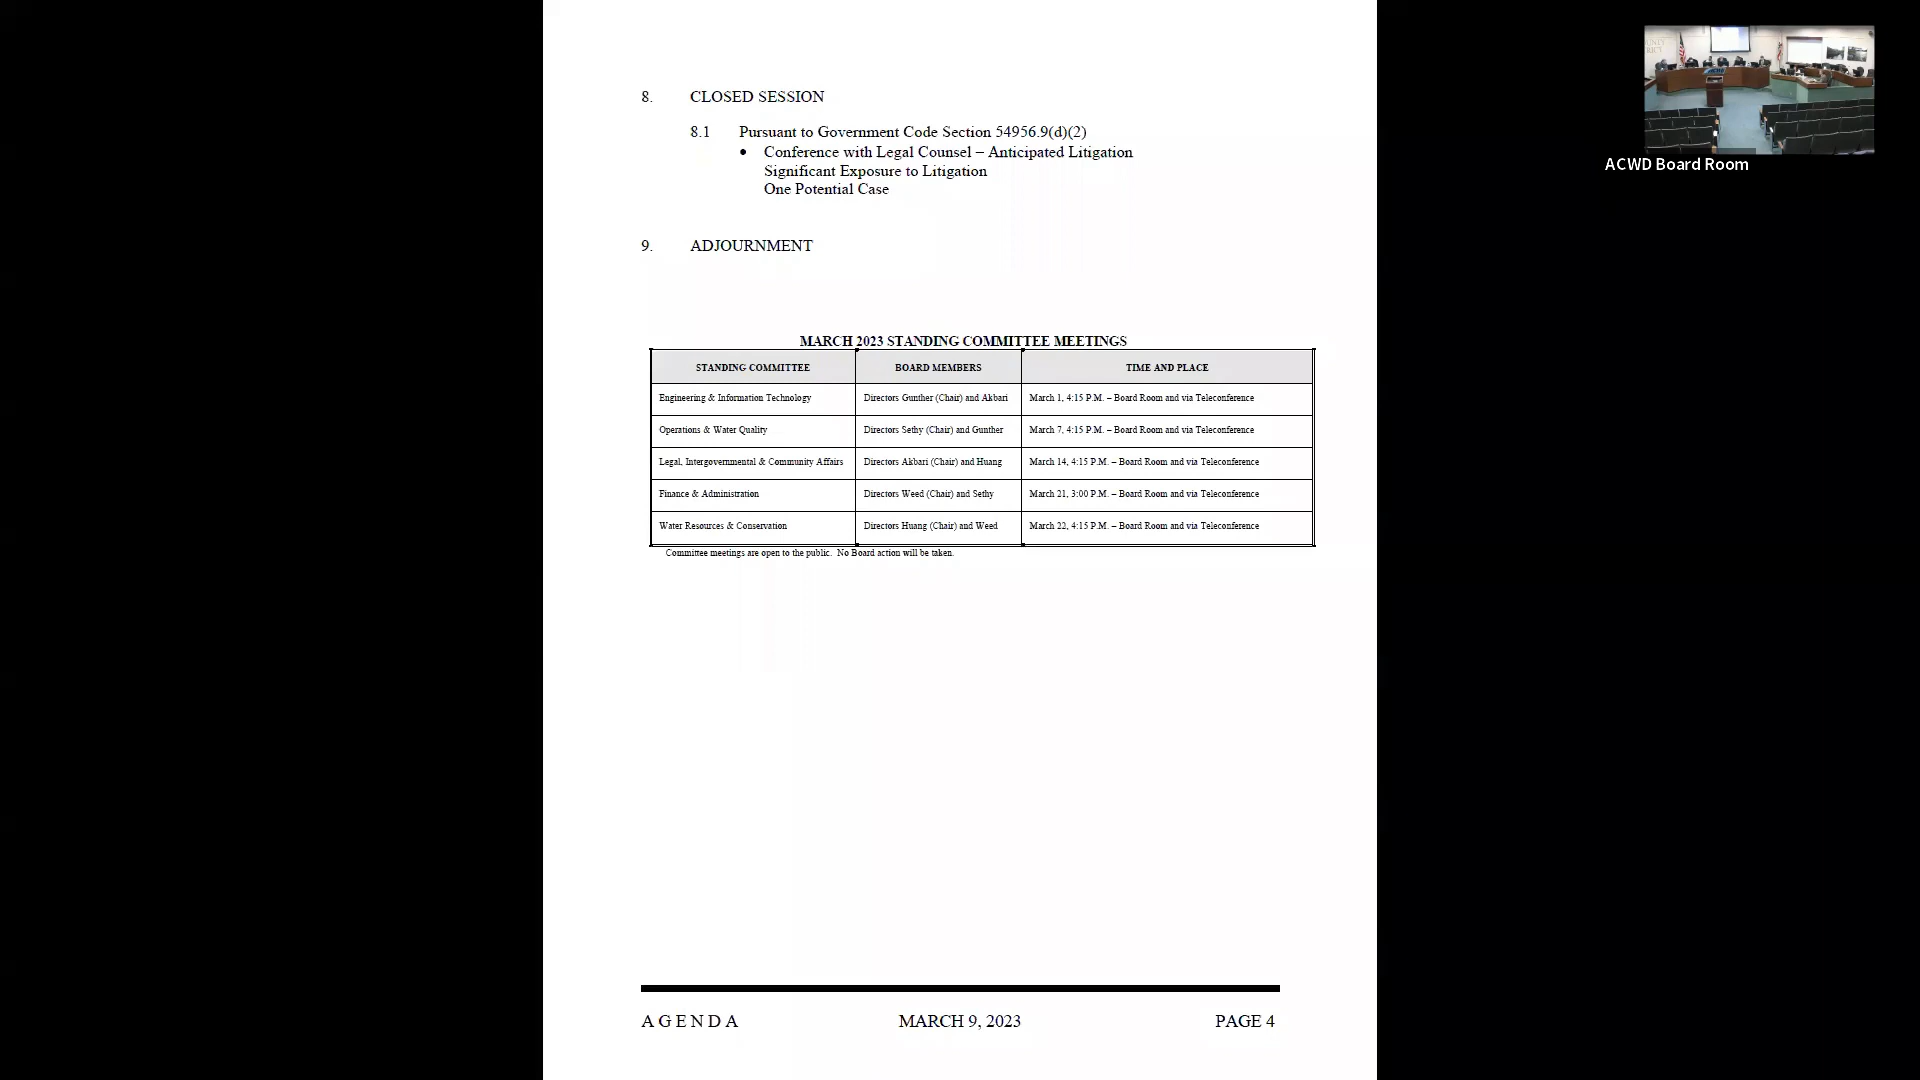 8. CLOSED SESSION
8.1 Pursuant to Government Code Section 54956.9(d)(2)
• Conference with Legal Counsel – Anticipated Litigation
Significant Exposure to Litigation
One Potential Case
9. ADJOURNMENT
MARCH 2023 STANDING COMMITTEE MEETINGS
STANDING COMMITTEE BOARD MEMBERS TIME AND PLACE
Engineering & Information Technology Directors Gunther (Chair) and Akbari March 1, 4:15 P.M. – Board Room and via Teleconference
Operations & Water Quality Directors Sethy (Chair) and Gunther March 7, 4:15 P.M. – Board Room and via Teleconference
Legal, Intergovernmental & Community Affairs Directors Akbari (Chair) and Huang March 14, 4:15 P.M. – Board Room and via Teleconference
Finance & Administration Directors Weed (Chair) and Sethy March 21, 3:00 P.M. – Board Room and via Teleconference
Water Resources & Conservation Directors Huang (Chair) and Weed March 22, 4:15 P.M. – Board Room and via Teleconference
Committee meetings are open to the public. No Board action will be taken.
AGENDA MARCH 9, 2023 PAGE 4
ACWD Board Room